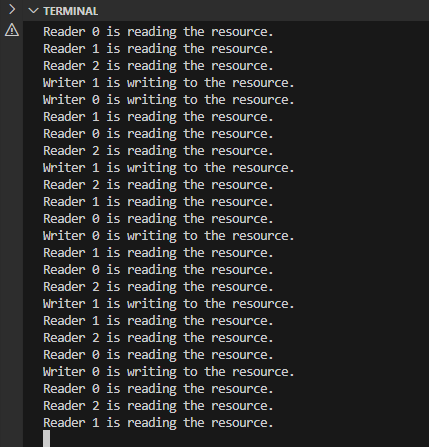 TERMINAL
Reader 0 is reading the resource.
Reader 1 is reading the resource.
Reader 2 is reading the resource.
Writer 1 is writing to the resource.
Writer 0 is writing to the resource.
Reader 1 is reading the resource.
Reader 0 is reading the resource.
Reader 2 is reading the resource.
Writer 1 is writing to the resource.
Reader 2 is reading the resource.
Reader 1 is reading the resource.
Reader 0 is reading the resource.
Writer 0 is writing to the resource.
Reader 1 is reading the resource.
Reader 0 is reading the resource.
Reader 2 is reading the resource.
Writer 1 is writing to the resource.
Reader 1 is reading the resource.
Reader 2 is reading the resource.
Reader 0 is reading the resource.
Writer 0 is writing to the resource.
Reader 0 is reading the resource.
Reader 2 is reading the resource.
Reader 1 is reading the resource.